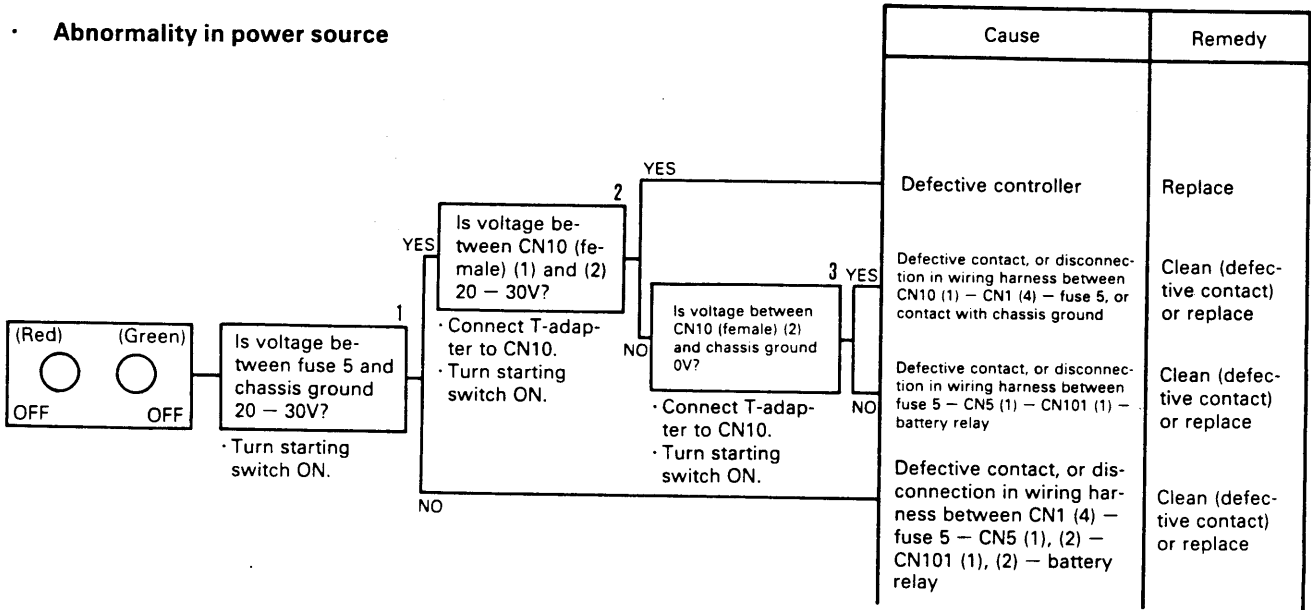 · Abnormality in power source
Cause
Remedy
(Red)
(Green)
OFF
OFF
1
Is voltage be-
tween fuse 5 and
chassis ground
20 – 30V?
· Turn starting
switch ON.
YES
NO
2
Is voltage be-
tween CN10 (fe-
male) (1) and (2)
20 – 30V?
· Connect T-adap-
ter to CN10.
· Turn starting
switch ON.
YES
NO
3
Is voltage between
CN10 (female) (2)
and chassis ground
0V?
· Connect T-adap-
ter to CN10.
· Turn starting
switch ON.
YES
NO
Defective controller
Replace
Defective contact, or disconnec-
tion in wiring harness between
CN10 (1) – CN1 (4) – fuse 5, or
contact with chassis ground
Clean (defec-
tive contact)
or replace
Defective contact, or disconnec-
tion in wiring harness between
fuse 5 – CN5 (1) – CN101 (1) –
battery relay
Clean (defec-
tive contact)
or replace
Defective contact, or dis-
connection in wiring har-
ness between CN1 (4) –
fuse 5 – CN5 (1), (2) –
CN101 (1), (2) – battery
relay
Clean (defec-
tive contact)
or replace